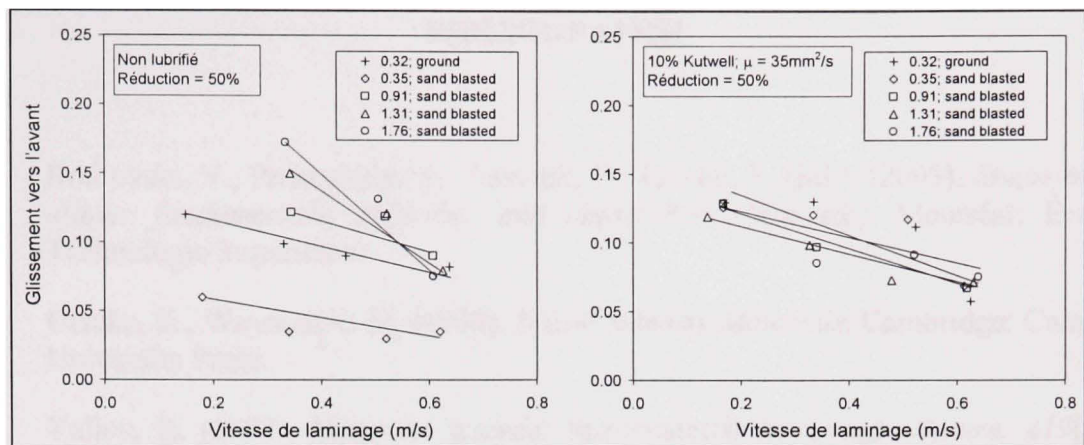 0.25
0.20
0.15
0.10
0.05
0.00
Glissement vers l'avant
Non lubrifié
Réduction = 50%
+ 0.32; ground
◇ 0.35; sand blasted
□ 0.91; sand blasted
△ 1.31; sand blasted
○ 1.76; sand blasted
0.0 0.2 0.4 0.6 0.8
Vitesse de laminage (m/s)
0.25
0.20
0.15
0.10
0.05
0.00
10% Kutwell; µ = 35mm²/s
Réduction = 50%
+ 0.32; ground
◇ 0.35; sand blasted
□ 0.91; sand blasted
△ 1.31; sand blasted
○ 1.76; sand blasted
0.0 0.2 0.4 0.6 0.8
Vitesse de laminage (m/s)